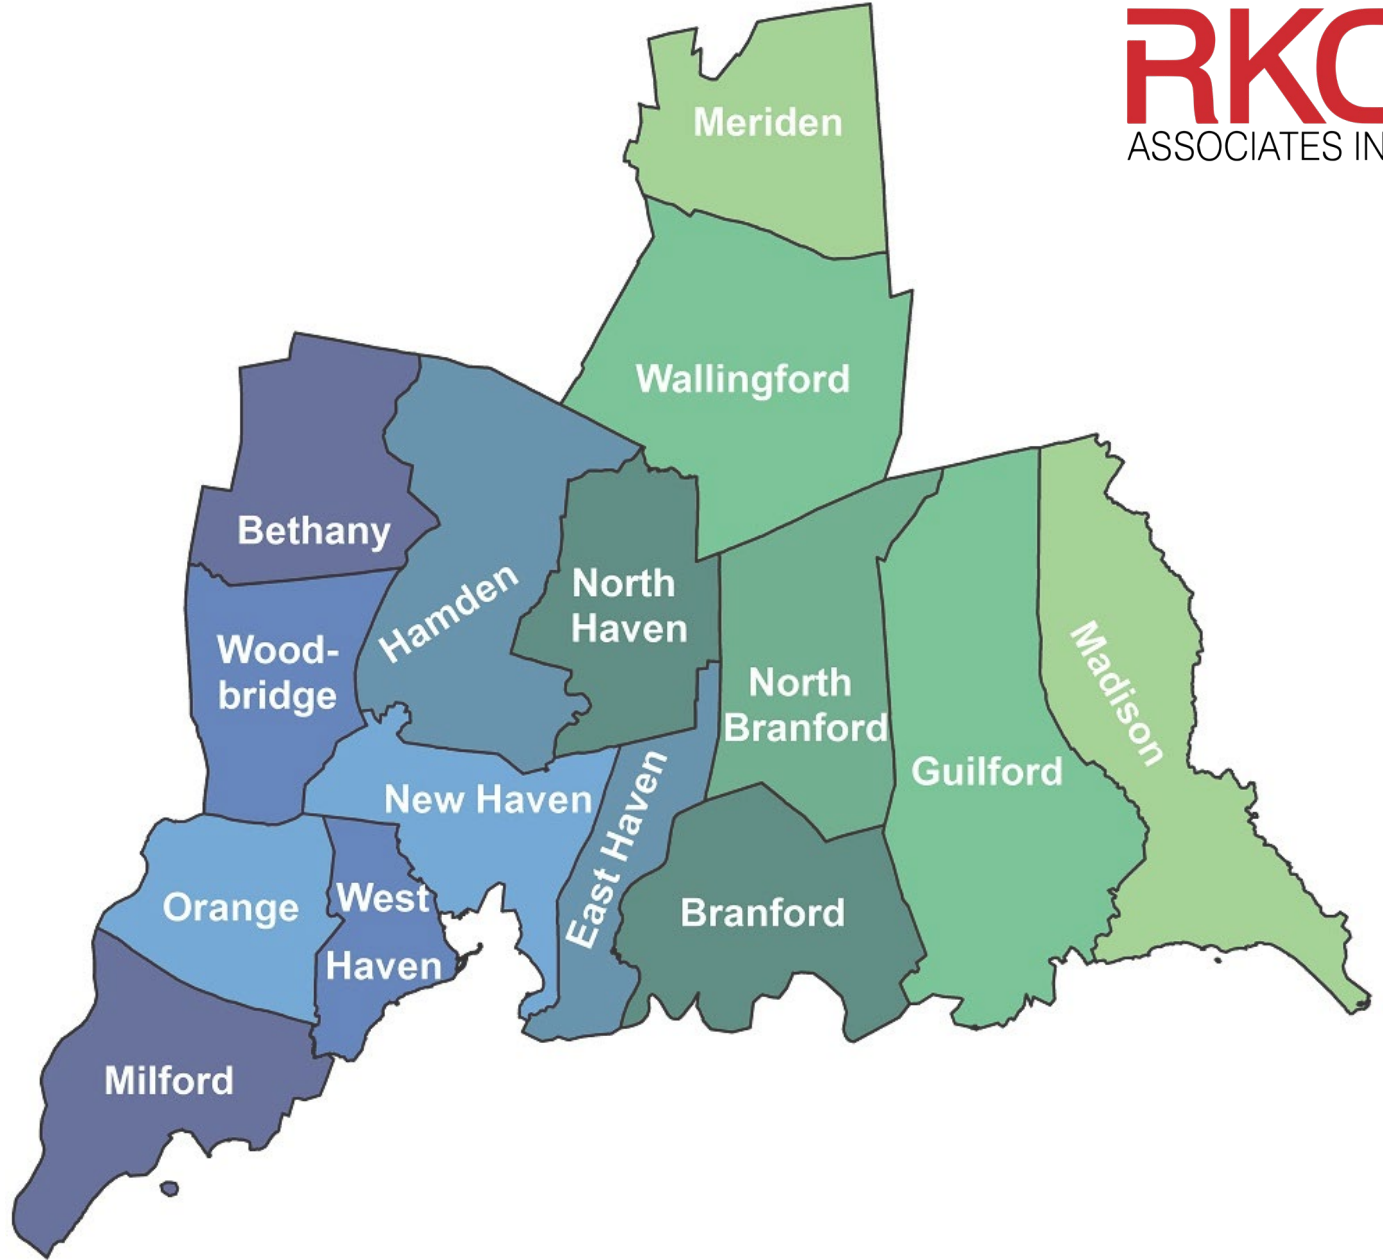 RKC
ASSOCIATES IN
Meriden
Wallingford
Bethany
Hamden
North
Haven
Wood-
bridge
North
Branford
Madison
Guilford
New Haven
East Haven
Orange
West
Haven
Branford
Milford